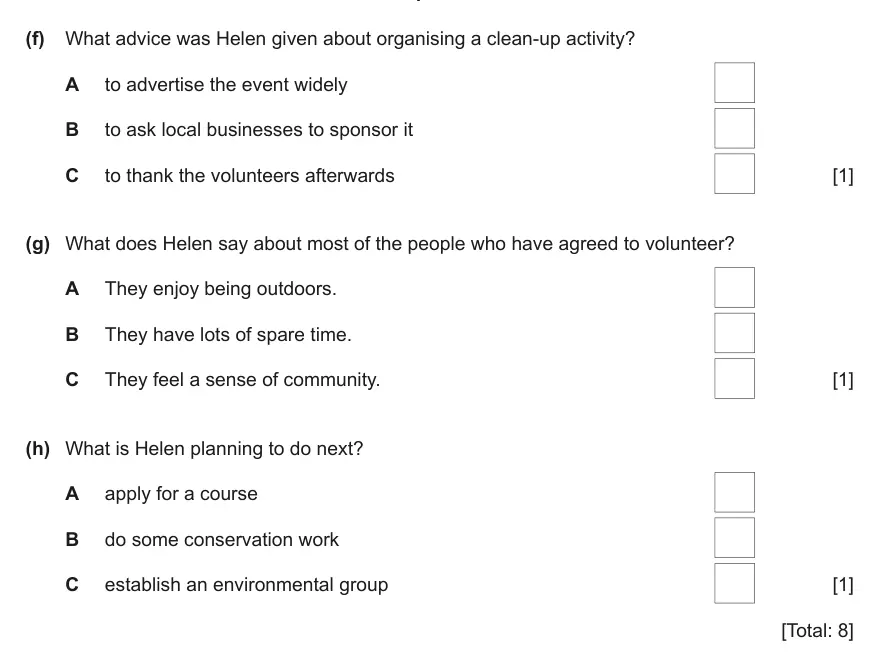 (f) What advice was Helen given about organising a clean-up activity?
A to advertise the event widely
B to ask local businesses to sponsor it
C to thank the volunteers afterwards [1]
(g) What does Helen say about most of the people who have agreed to volunteer?
A They enjoy being outdoors.
B They have lots of spare time.
C They feel a sense of community. [1]
(h) What is Helen planning to do next?
A apply for a course
B do some conservation work
C establish an environmental group [1]
[Total: 8]